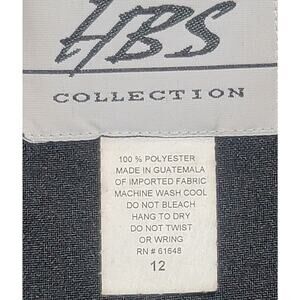 HBS
COLLECTION
100 % POLYESTER
MADE IN GUATEMALA
OF IMPORTED FABRIC
MACHINE WASH COOL
DO NOT BLEACH
HANG TO DRY
DO NOT TWIST
OR WRING
RN # 61648
12